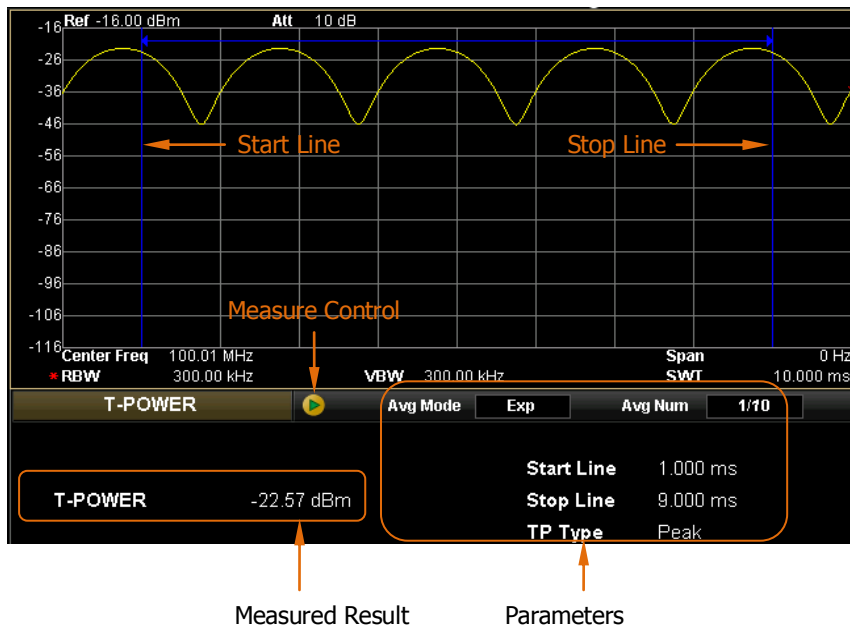 Ref -16.00 dBm Att 10 dB
-16
-26
-36
-46
Start Line Stop Line
-56
-66
-76
-86
-96
Measure Control
-106
-116
Center Freq 100.01 MHz Span 0 Hz
*RBW 300.00 kHz VBW 300.00 kHz SWT 10.000 ms
T-POWER Avg Mode Exp Avg Num 1/10
Start Line 1.000 ms
T-POWER -22.57 dBm Stop Line 9.000 ms
TP Type Peak
Measured Result Parameters